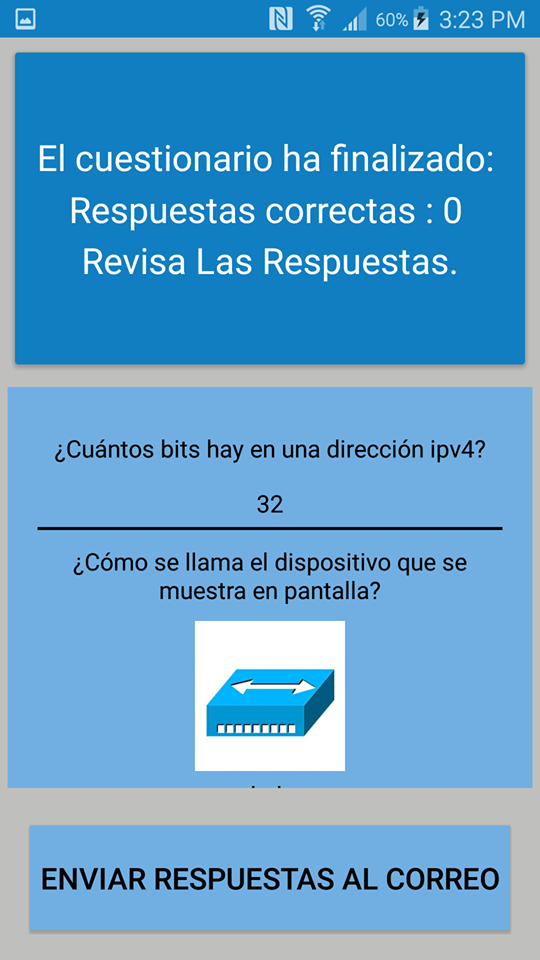 60% 3:23 PM
El cuestionario ha finalizado:
Respuestas correctas : 0
Revisa Las Respuestas.
¿Cuántos bits hay en una dirección ipv4?
32
¿Cómo se llama el dispositivo que se
muestra en pantalla?
ENVIAR RESPUESTAS AL CORREO